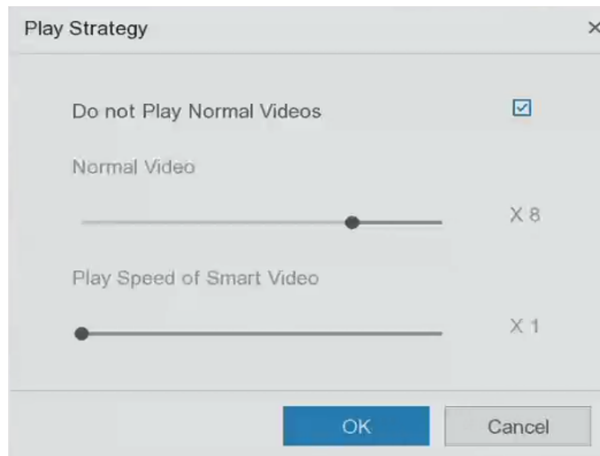 Play Strategy
Do not Play Normal Videos
Normal Video
X 8
Play Speed of Smart Video
X 1
OK
Cancel